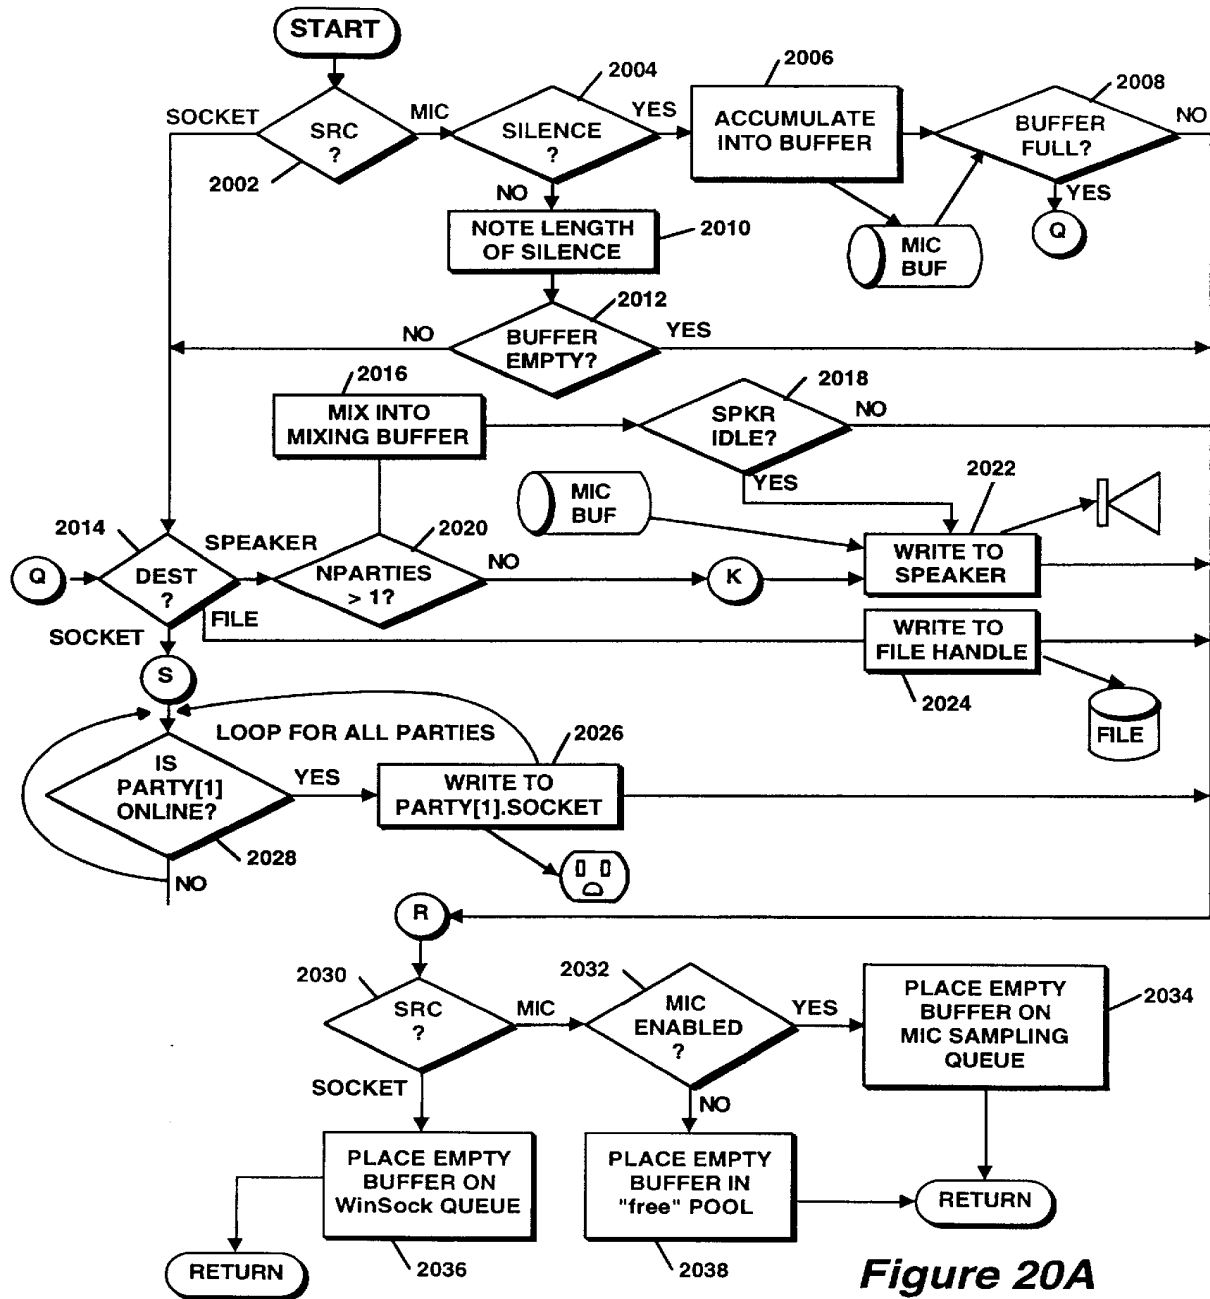 START
2004
2006
2008
SOCKET
MIC
YES
NO
SRC
?
SILENCE
?
ACCUMULATE
INTO BUFFER
BUFFER
FULL?
2002
NO
YES
NOTE LENGTH
OF SILENCE
2010
MIC
BUF
Q
2012
NO
BUFFER
EMPTY?
YES
2016
2018
MIX INTO
MIXING BUFFER
SPKR
IDLE?
NO
YES
MIC
BUF
2022
2014
SPEAKER
2020
Q
DEST
?
NPARTIES
> 1?
NO
K
WRITE TO
SPEAKER
FILE
SOCKET
WRITE TO
FILE HANDLE
S
2024
LOOP FOR ALL PARTIES
2026
FILE
IS
PARTY[1]
ONLINE?
YES
WRITE TO
PARTY[1].SOCKET
2028
NO
R
2030
2032
SRC
?
MIC
MIC
ENABLED
?
YES
PLACE EMPTY
BUFFER ON
MIC SAMPLING
QUEUE
2034
SOCKET
NO
PLACE EMPTY
BUFFER ON
WinSock QUEUE
PLACE EMPTY
BUFFER IN
"free" POOL
RETURN
RETURN
2036
2038
Figure 20A